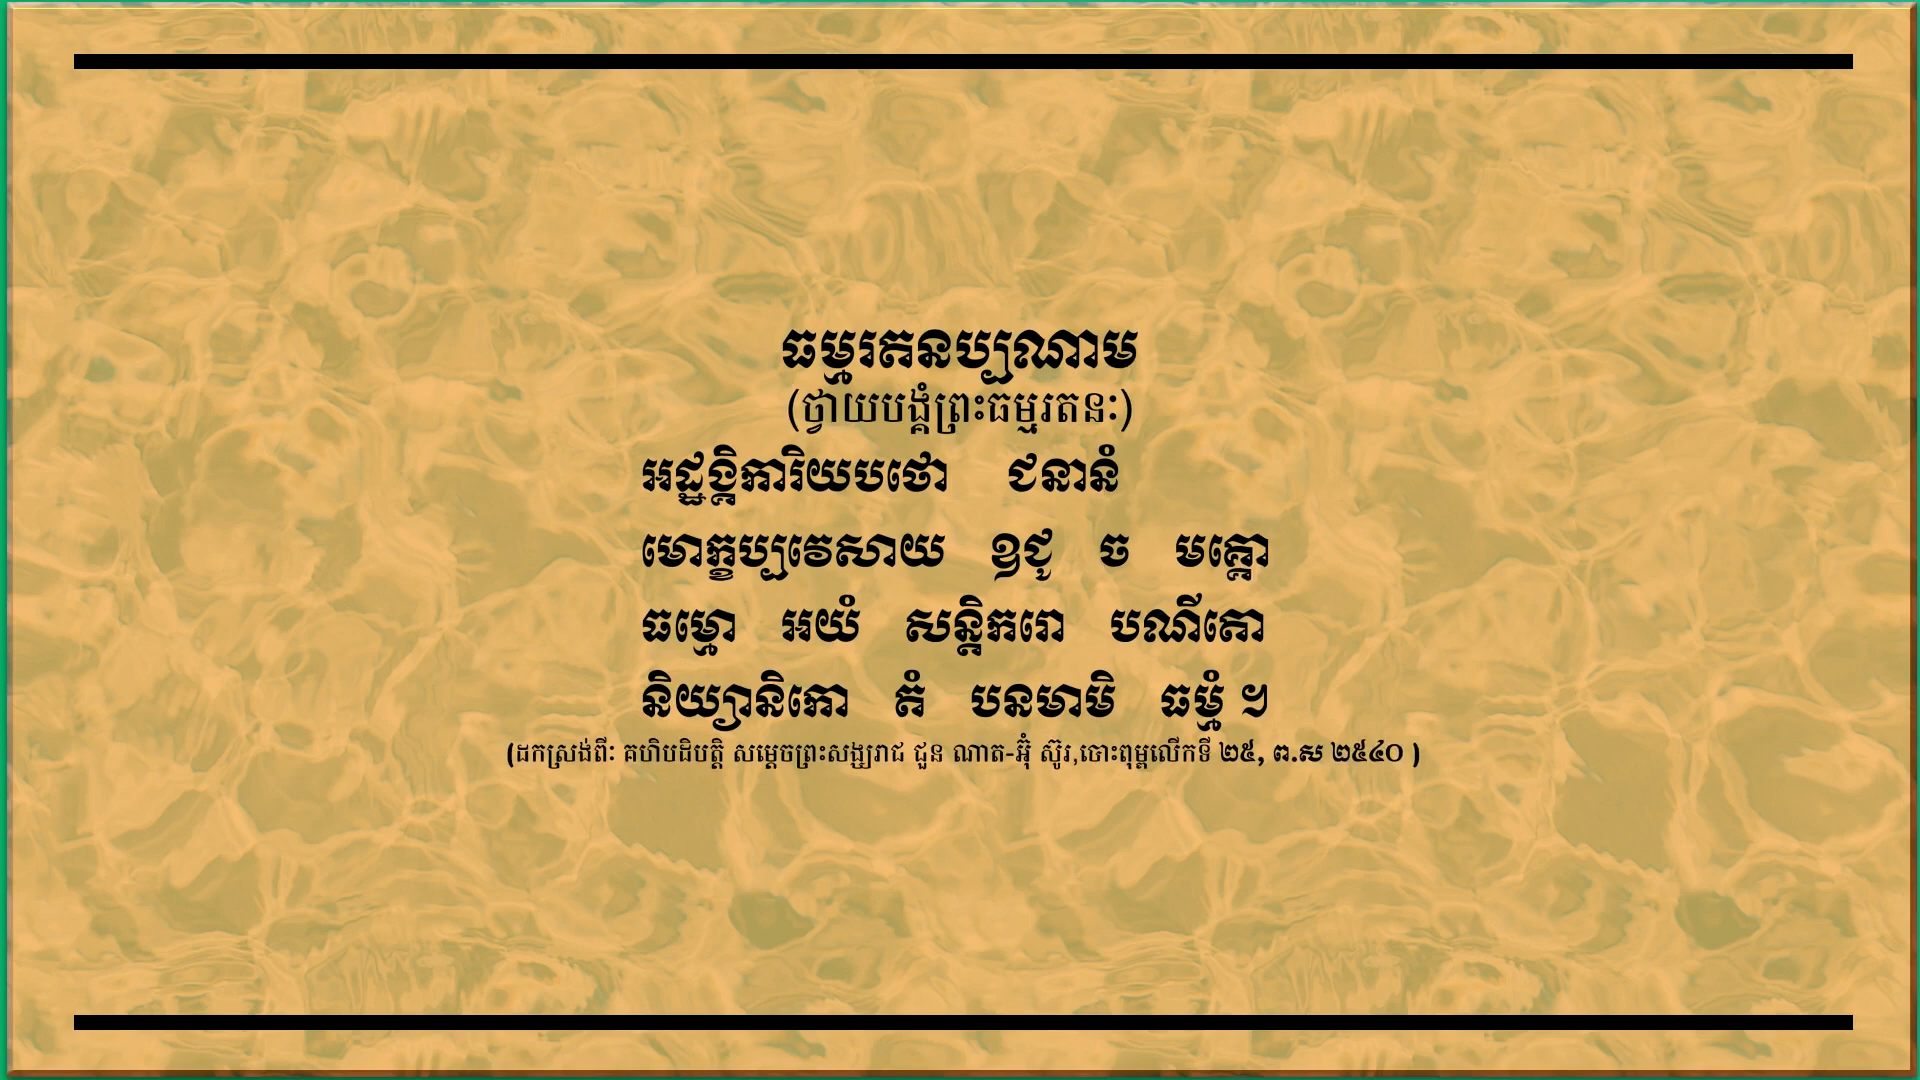 ធម្មរតនប្បណាម
(ថ្វាយបង្គំព្រះធម្មរតនៈ)
អដ្ឋង្គិការិយបថោ ជនានំ
មោក្ខប្បវេសាយ ឱជូ ច មគ្គោ
ធម្មោ អយំ សន្តិករោ បណីតោ
និយ្យានិកោ តំ បនមាមិ ធម្មំ ៕
(ដកស្រង់ពីៈ គហិបដិបត្តិ សម្តេចព្រះសង្ឃរាជ ជួន ណាត-អ៊ុំ ស៊ូរ,បោះពុម្ពលើកទី ២៥, ព.ស ២៥៤០ )